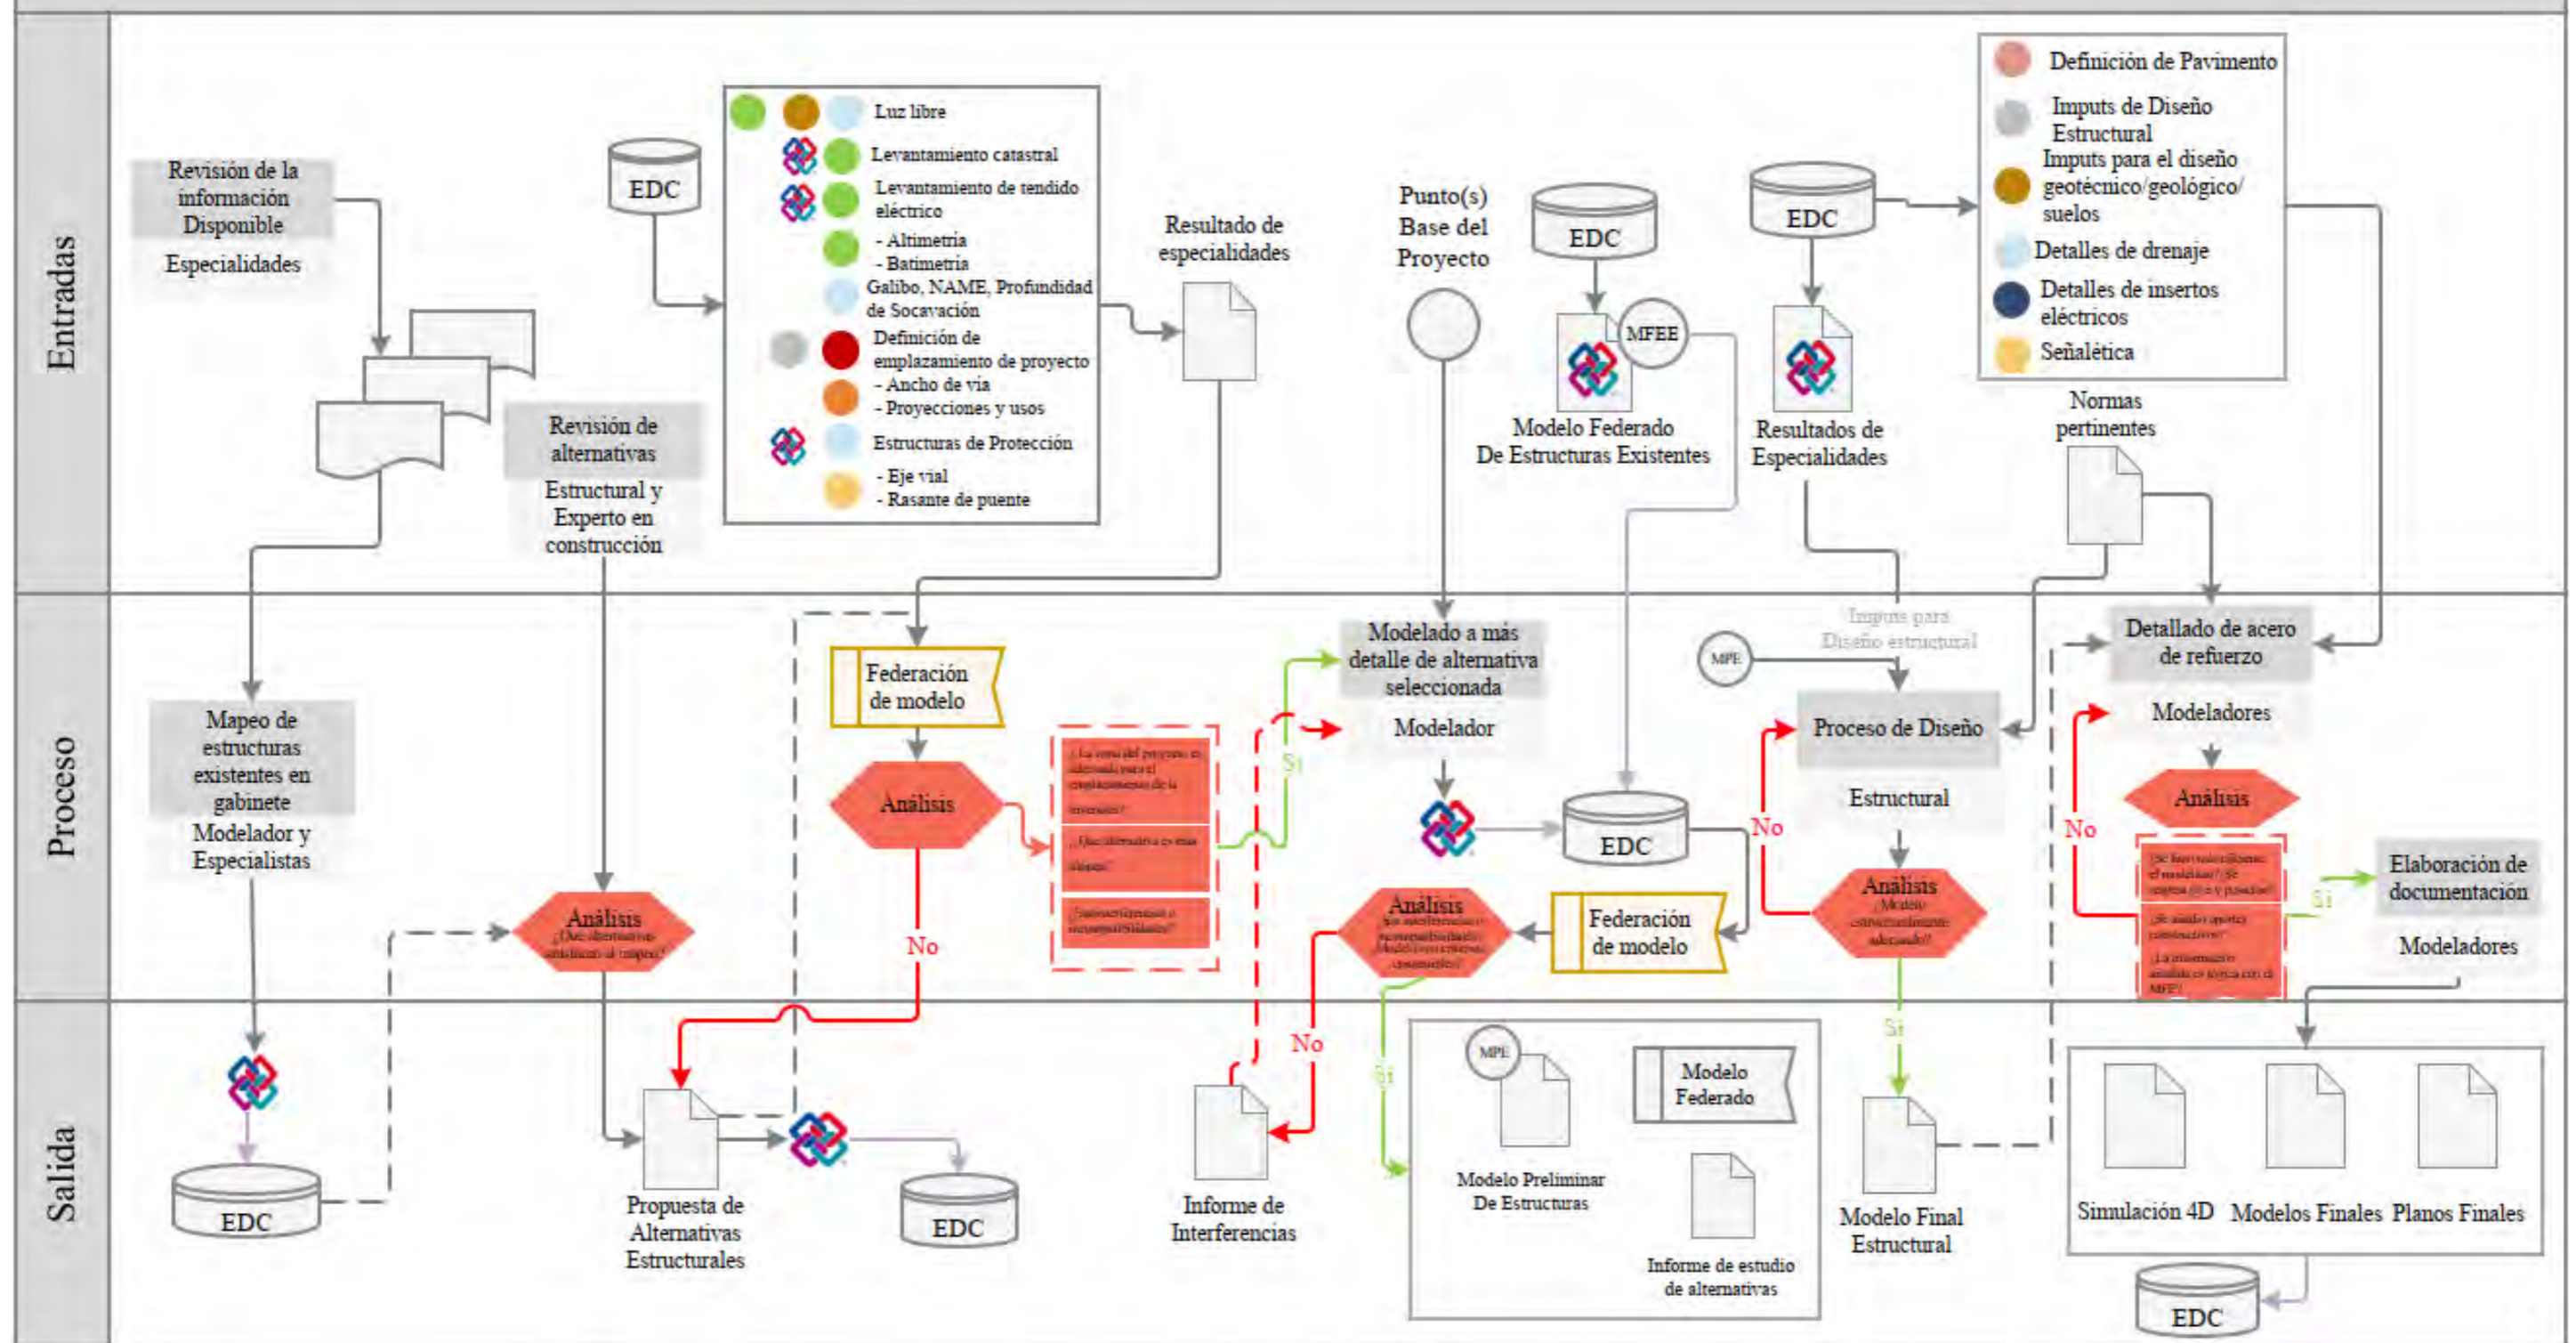 Entradas
Revisión de la
información
Disponible
Especialidades
Revisión de
alternativas
Estructural y
Experto en
construcción
EDC
Luz libre
Levantamiento catastral
Levantamiento de tendido
eléctrico
- Altimetría
- Batimetría
Galibo, NAME, Profundidad
de Socavación
Definición de
emplazamiento de proyecto
- Ancho de vía
- Proyecciones y usos
Estructuras de Protección
- Eje vial
- Rasante de puente
Resultado de
especialidades
Punto(s)
Base del
Proyecto
EDC
MFEE
Modelo Federado
De Estructuras Existentes
EDC
Resultados de
Especialidades
Definición de Pavimento
Imputs de Diseño
Estructural
Imputs para el diseño
geotécnico/geológico/
suelos
Detalles de drenaje
Detalles de insertos
eléctricos
Señalética
Normas
pertinentes
Proceso
Mapeo de
estructuras
existentes en
gabinete
Modelador y
Especialistas
Análisis
Federación
de modelo
Análisis
No
Si
Modelado a más
detalle de alternativa
seleccionada
Modelador
EDC
Federación
de modelo
Análisis
No
Si
MPE
Imputs para
Diseño estructural
Proceso de Diseño
Estructural
No
Análisis
¿Modelo
estructuralmente
adecuado?
Si
Detallado de acero
de refuerzo
Modeladores
Análisis
No
Si
Elaboración de
documentación
Modeladores
Salida
EDC
Propuesta de
Alternativas
Estructurales
EDC
Informe de
Interferencias
MPE
Modelo Preliminar
De Estructuras
Modelo
Federado
Informe de estudio
de alternativas
Modelo Final
Estructural
Simulación 4D
Modelos Finales
Planos Finales
EDC